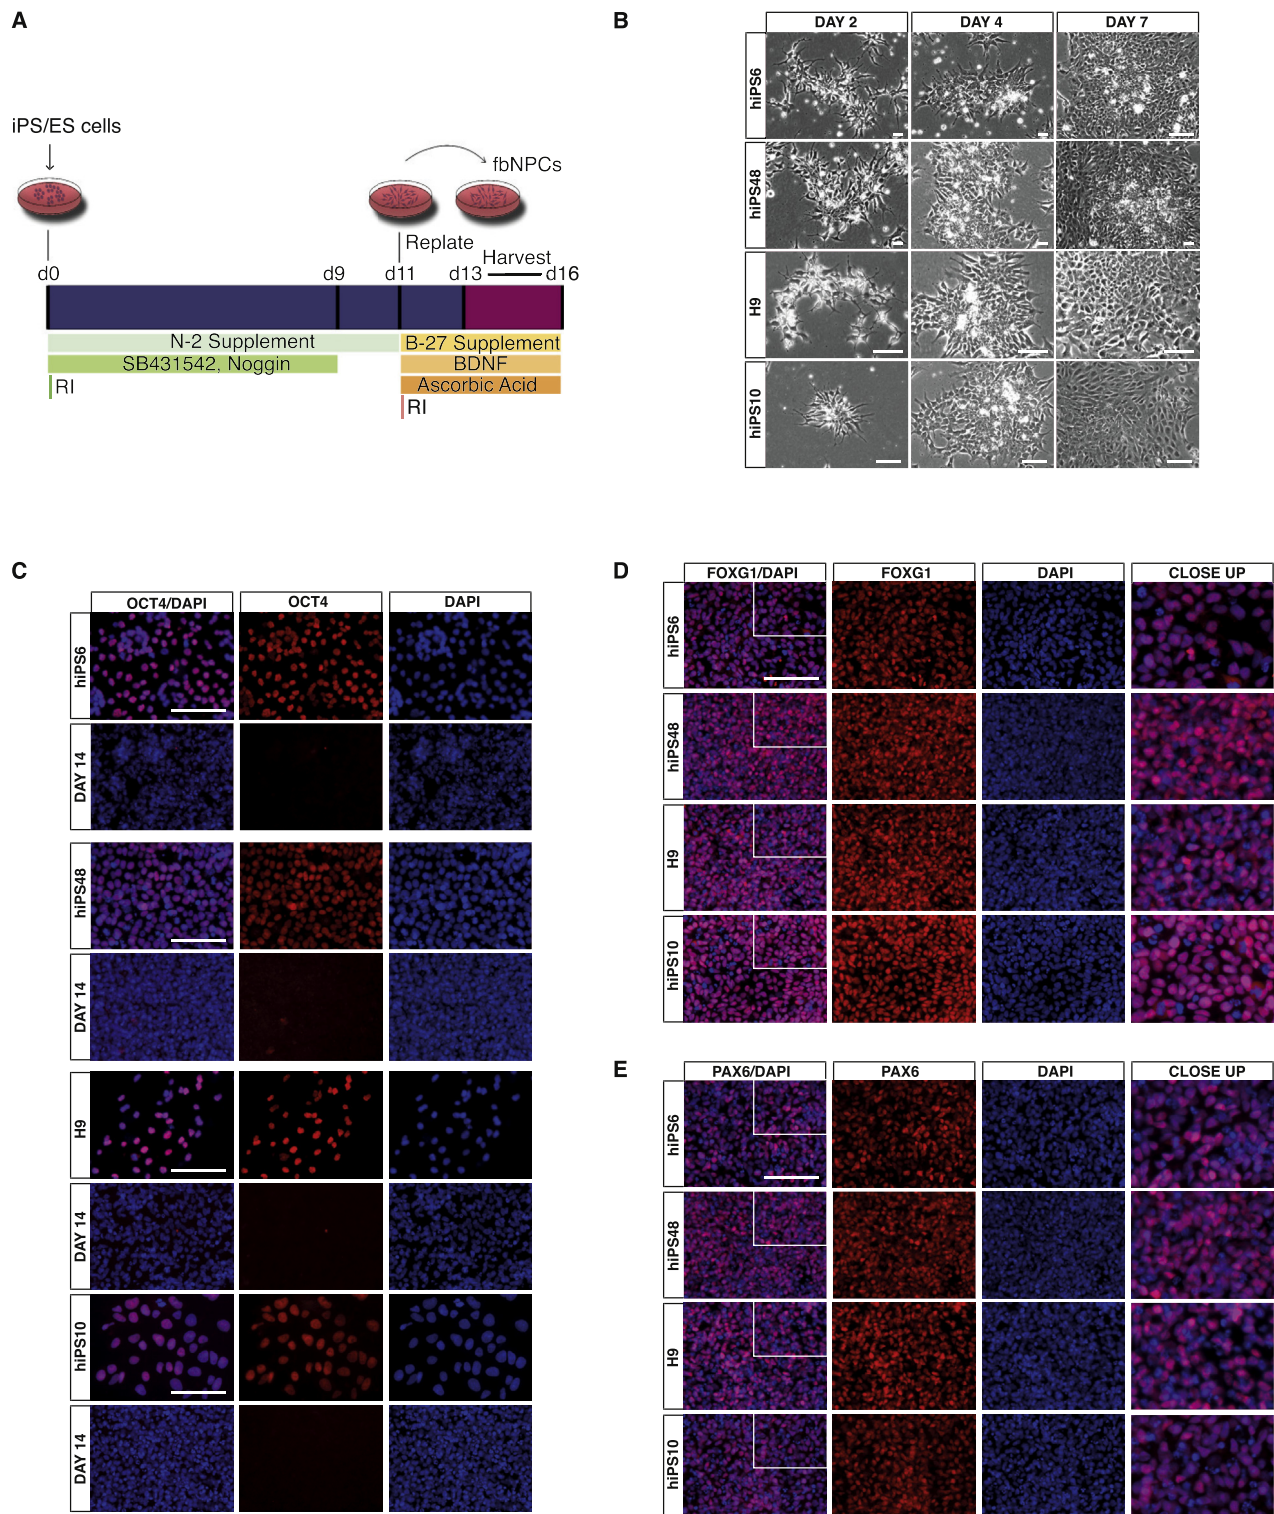 A
iPS/ES cells
fbNPCs
Replate
Harvest
d0
d9
d11
d13
d16
N-2 Supplement
B-27 Supplement
SB431542, Noggin
BDNF
RI
Ascorbic Acid
RI
B
DAY 2
DAY 4
DAY 7
hiPS6
hiPS48
H9
hiPS10
C
OCT4/DAPI
OCT4
DAPI
hiPS6
DAY 14
hiPS48
DAY 14
H9
DAY 14
hiPS10
DAY 14
D
FOXG1/DAPI
FOXG1
DAPI
CLOSE UP
hiPS6
hiPS48
H9
hiPS10
E
PAX6/DAPI
PAX6
DAPI
CLOSE UP
hiPS6
hiPS48
H9
hiPS10